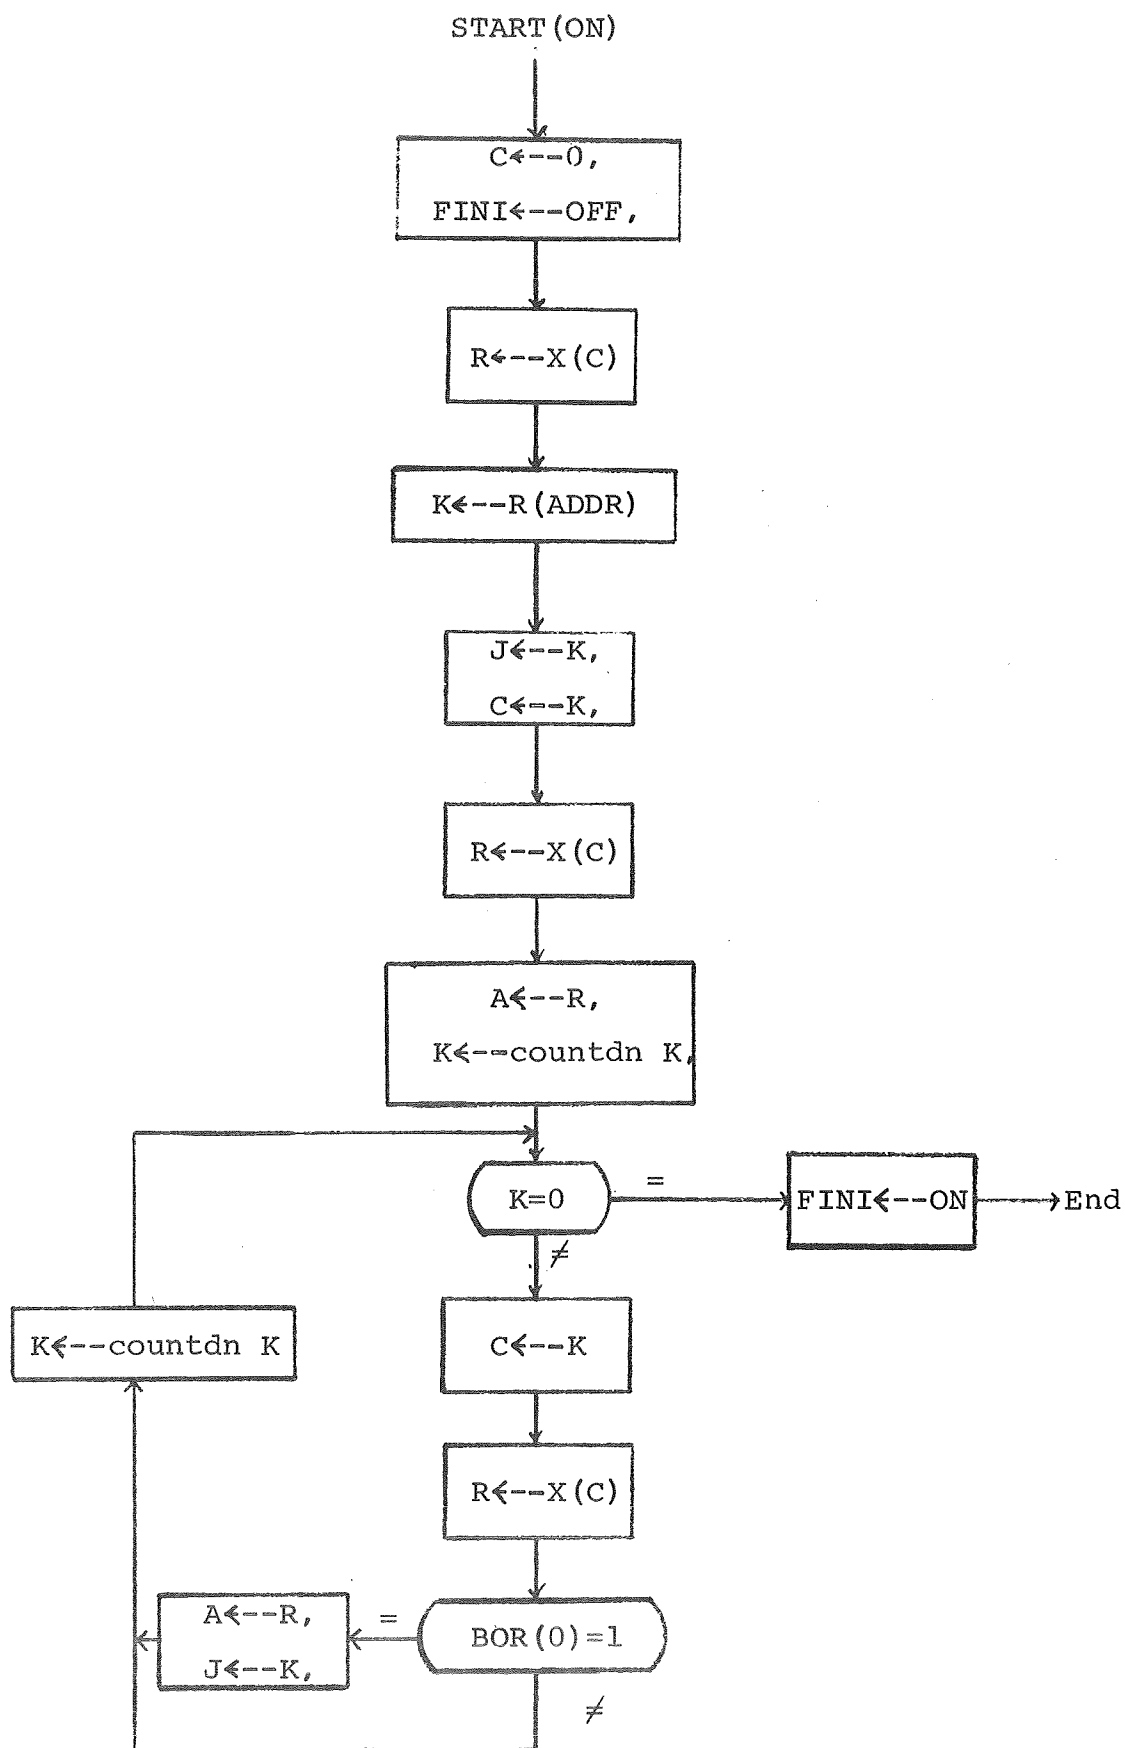 START(ON)
C<--0,
FINI<--OFF,
R<--X(C)
K<--R(ADDR)
J<--K,
C<--K,
R<--X(C)
A<--R,
K<--countdn K,
K=0
=
FINI<--ON
End
≠
K<--countdn K
C<--K
R<--X(C)
A<--R,
J<--K,
=
BOR(0)=1
≠